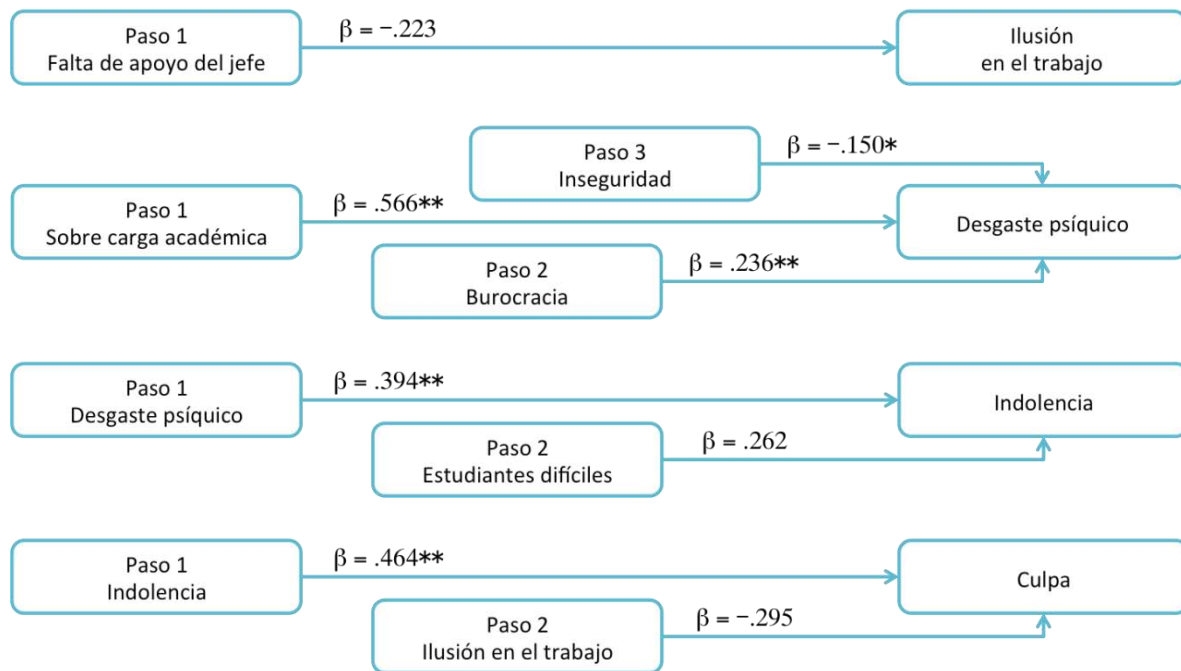 Paso 1
Falta de apoyo del jefe
β = −.223
Ilusión
en el trabajo
Paso 3
Inseguridad
β = −.150*
Paso 1
Sobre carga académica
β = .566**
Desgaste psíquico
Paso 2
Burocracia
β = .236**
Paso 1
Desgaste psíquico
β = .394**
Indolencia
Paso 2
Estudiantes difíciles
β = .262
Paso 1
Indolencia
β = .464**
Culpa
Paso 2
Ilusión en el trabajo
β = −.295